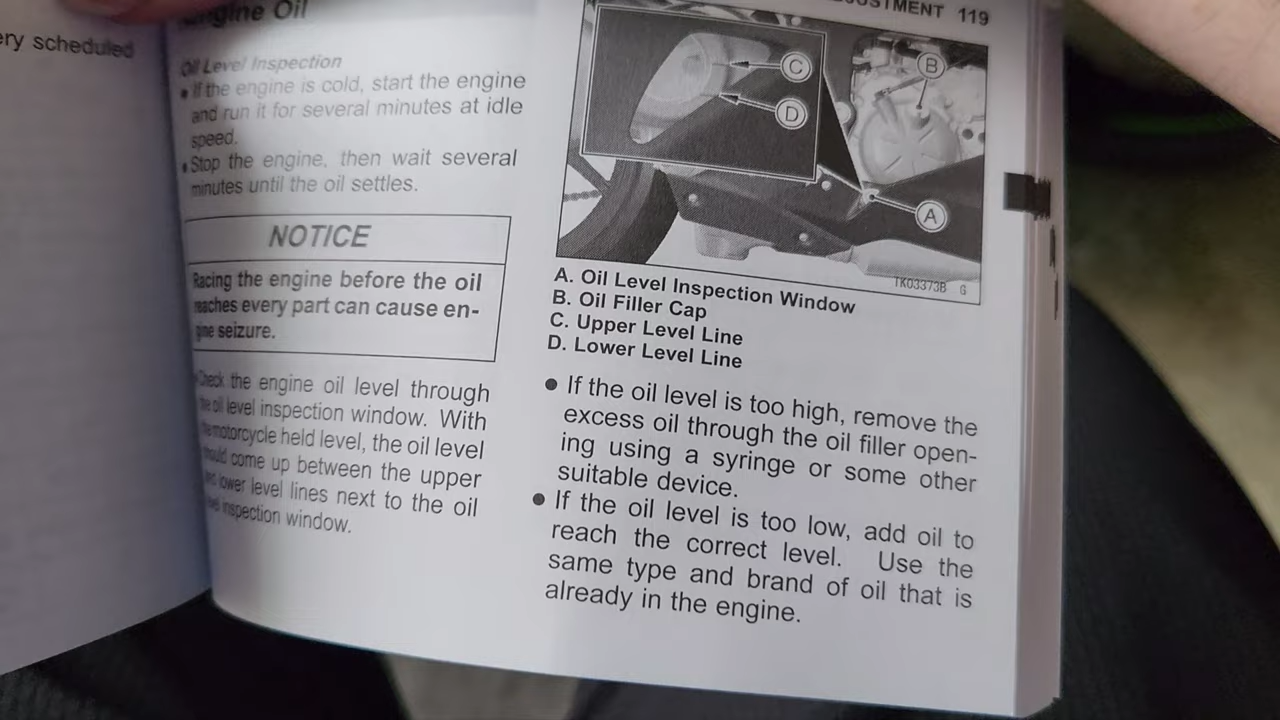 scheduled
Engine Oil
Oil Level Inspection
• If the engine is cold, start the engine
and run it for several minutes at idle
speed.
• Stop the engine, then wait several
minutes until the oil settles.
NOTICE
Racing the engine before the oil
reaches every part can cause en-
gine seizure.
Check the engine oil level through
the oil level inspection window. With
the motorcycle held level, the oil level
should come up between the upper
and lower level lines next to the oil
level inspection window.
119
C
D
B
A
TK03373B G
A. Oil Level Inspection Window
B. Oil Filler Cap
C. Upper Level Line
D. Lower Level Line
• If the oil level is too high, remove the
excess oil through the oil filler open-
ing using a syringe or some other
suitable device.
• If the oil level is too low, add oil to
reach the correct level. Use the
same type and brand of oil that is
already in the engine.